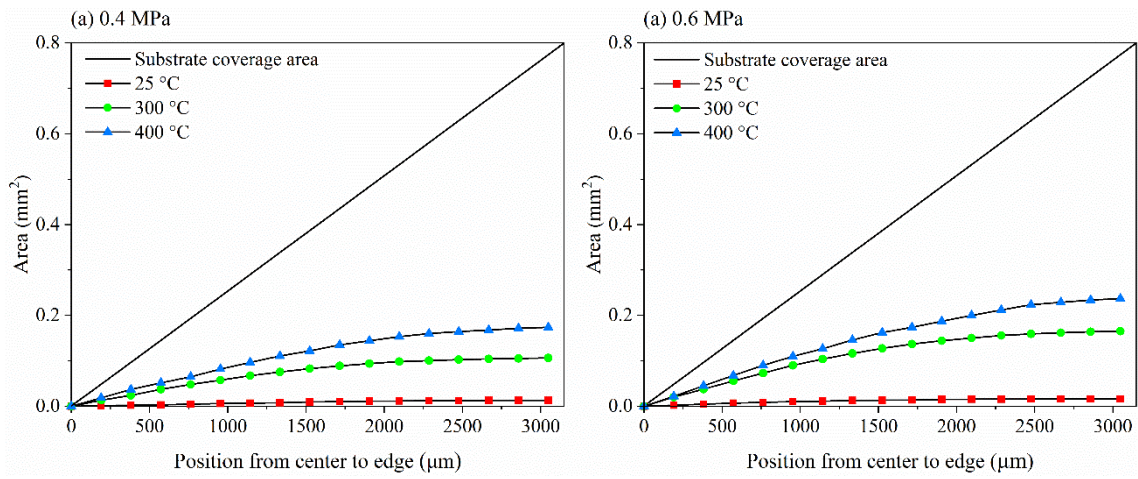 (a) 0.4 MPa
0.8
0.6
0.4
0.2
0.0
Area (mm²)
Substrate coverage area
25 °C
300 °C
400 °C
0 500 1000 1500 2000 2500 3000
Position from center to edge (μm)
(a) 0.6 MPa
0.8
0.6
0.4
0.2
0.0
Area (mm²)
Substrate coverage area
25 °C
300 °C
400 °C
0 500 1000 1500 2000 2500 3000
Position from center to edge (μm)